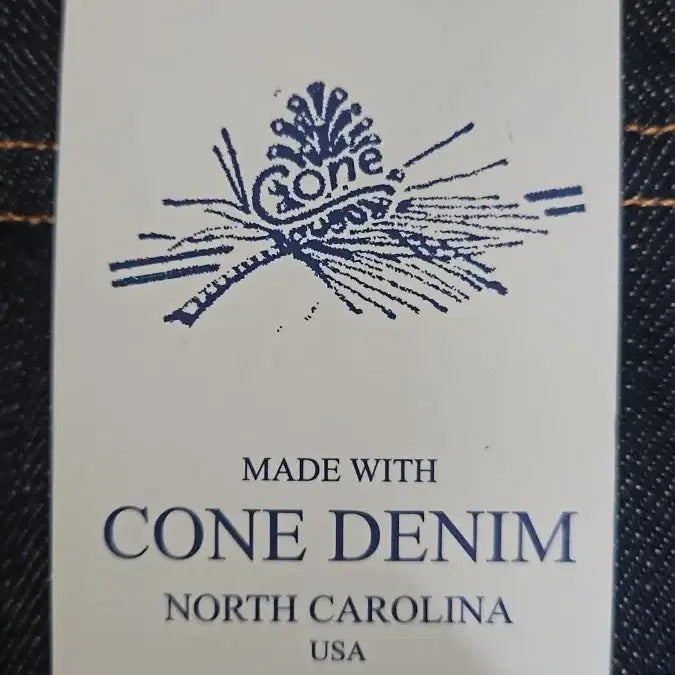 Cone
MADE WITH
CONE DENIM
NORTH CAROLINA
USA